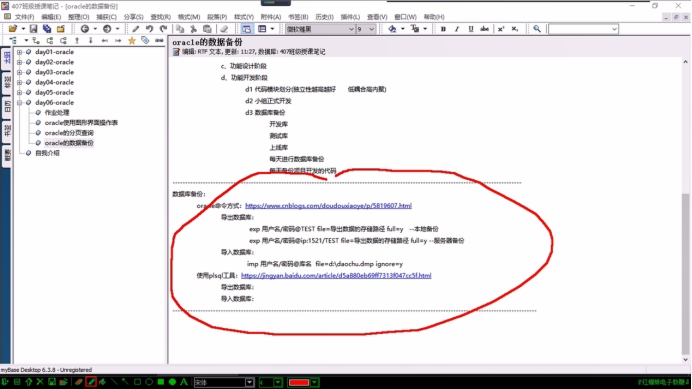 407班级授课笔记 - [oracle的数据备份]
文件(F) 编辑(E) 整理(O) 捕获(C) 分享(G) 查找(R) 格式(M) 段落(P) 样式(Y) 附件(A) 书签(B) 历史(I) 插件(L) 查看(V) 窗口(W) 帮助(H)
微软雅黑 9
B I U abc
day01-oracle
day02-oracle
day03-oracle
day04-oracle
day05-oracle
day06-oracle
作业处理
oracle使用图形界面操作表
oracle的分页查询
oracle的数据备份
自我介绍
oracle的数据备份
编辑: RTF 文本, 更新: 11/27, 数据库: 407班级授课笔记
c、功能设计阶段
d、功能开发阶段
d1 代码模块划分(独立性越高越好 低耦合高内聚)
d2 小组正式开发
d3 数据库备份
开发库
测试库
上线库
每天进行数据库备份
每天备份项目开发的代码
数据库备份:
oracle命令方式: https://www.cnblogs.com/doudouxiaoye/p/5819607.html
导出数据库:
exp 用户名/密码@TEST file=导出数据的存储路径 full=y --本地备份
exp 用户名/密码@ip:1521/TEST file=导出数据的存储路径 full=y --服务器备份
导入数据库:
imp 用户名/密码@库名 file=d:\daochu.dmp ignore=y
使用plsql工具: https://jingyan.baidu.com/article/d5a880eb69ff7313f047cc5f.html
导出数据库:
导入数据库:
myBase Desktop 6.3.8 - Unregistered
宋体